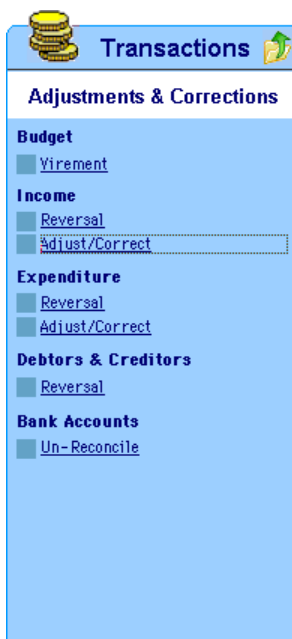 Transactions
Adjustments & Corrections
Budget
Virement
Income
Reversal
Adjust/Correct
Expenditure
Reversal
Adjust/Correct
Debtors & Creditors
Reversal
Bank Accounts
Un-Reconcile